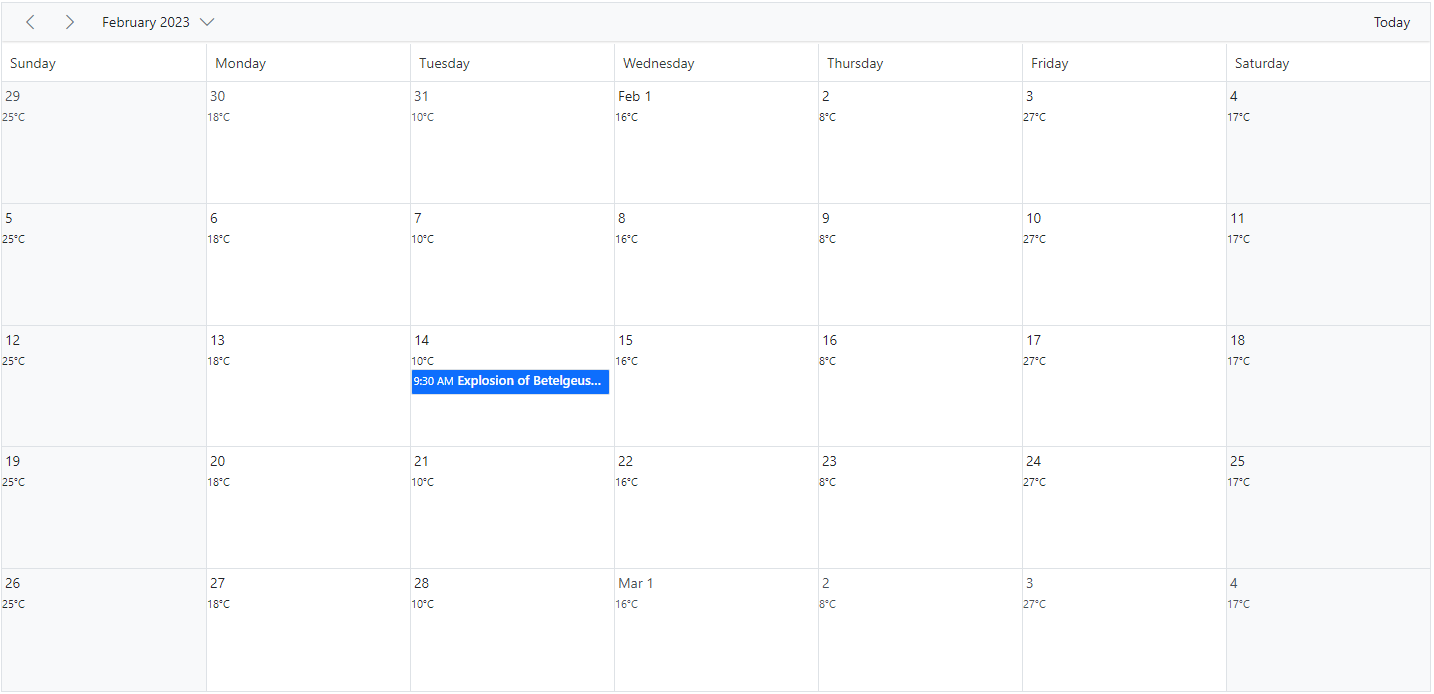 February 2023 Today
Sunday Monday Tuesday Wednesday Thursday Friday Saturday
29 30 31 Feb 1 2 3 4
25°C 18°C 10°C 16°C 8°C 27°C 17°C
5 6 7 8 9 10 11
25°C 18°C 10°C 16°C 8°C 27°C 17°C
12 13 14 15 16 17 18
25°C 18°C 10°C 16°C 8°C 27°C 17°C
9:30 AM Explosion of Betelgeus...
19 20 21 22 23 24 25
25°C 18°C 10°C 16°C 8°C 27°C 17°C
26 27 28 Mar 1 2 3 4
25°C 18°C 10°C 16°C 8°C 27°C 17°C